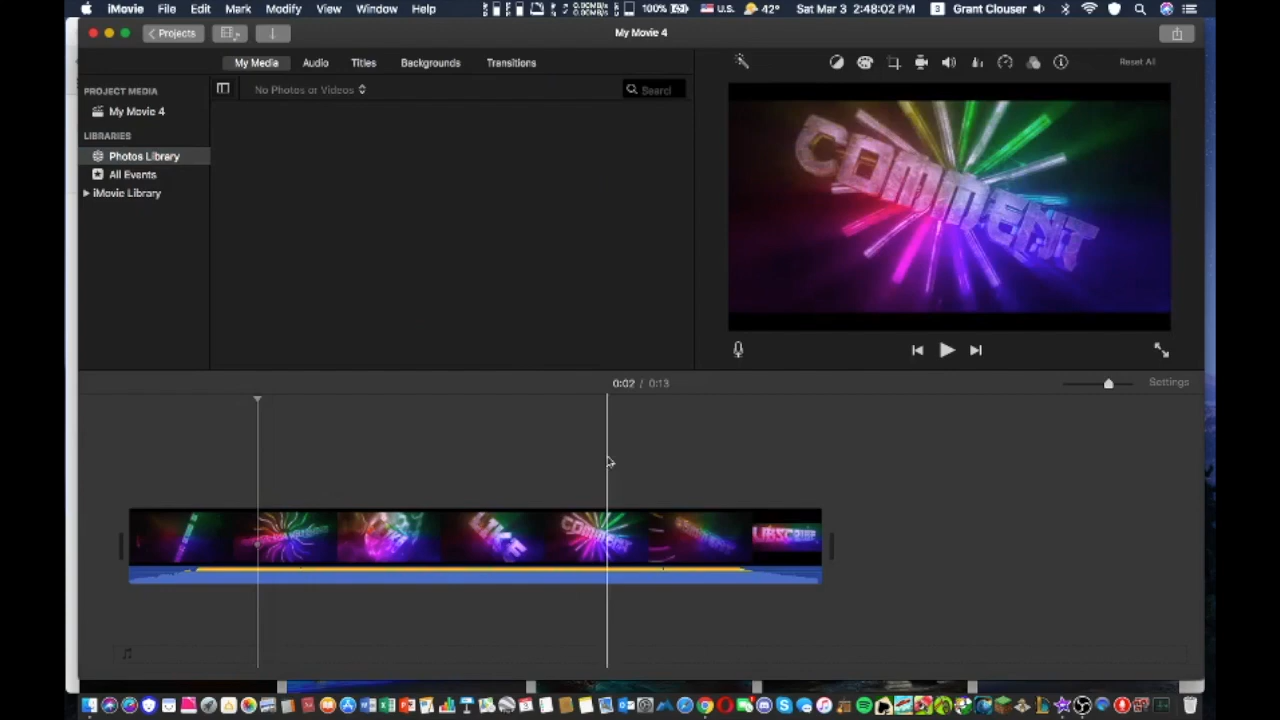 iMovie File Edit Mark Modify View Window Help 100% U.S. 42° Sat Mar 3 2:48:02 PM 3 Grant Clouser
Projects My Movie 4
My Media Audio Titles Backgrounds Transitions Reset All
No Photos or Videos Search
PROJECT MEDIA
My Movie 4
LIBRARIES
Photos Library
All Events
iMovie Library
COMMENT
0:02 / 0:13 Settings
LIKE COMMENT COMMENT